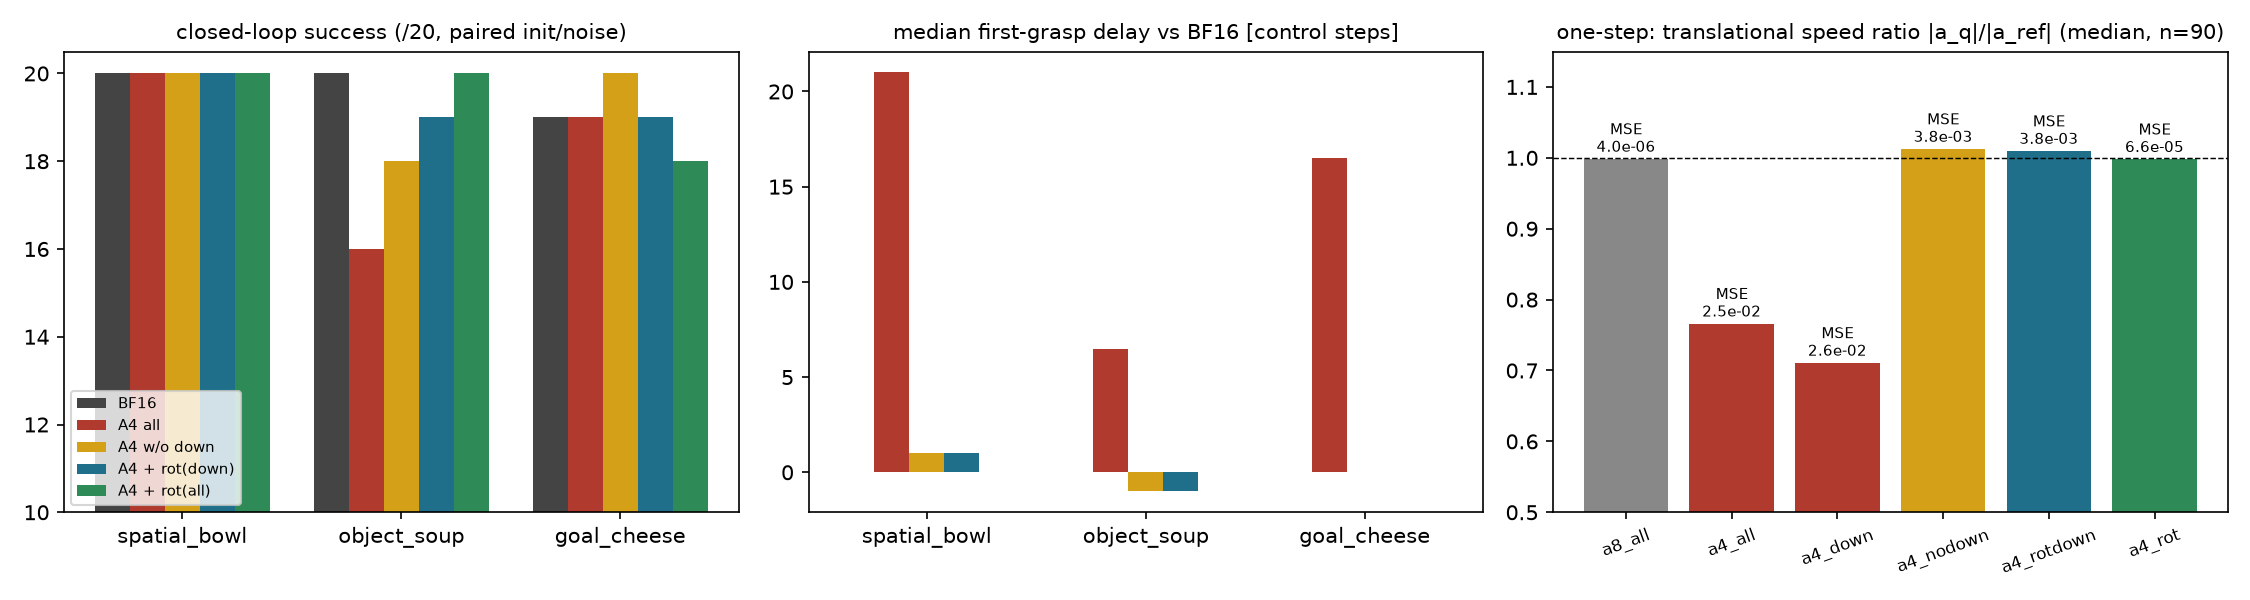 closed-loop success (/20, paired init/noise)
20
18
16
14
12
10
BF16
A4 all
A4 w/o down
A4 + rot(down)
A4 + rot(all)
spatial_bowl
object_soup
goal_cheese
median first-grasp delay vs BF16 [control steps]
20
15
10
5
0
spatial_bowl
object_soup
goal_cheese
one-step: translational speed ratio |a_q|/|a_ref| (median, n=90)
1.1
1.0
0.9
0.8
0.7
0.6
0.5
MSE
4.0e-06
MSE
2.5e-02
MSE
2.6e-02
MSE
3.8e-03
MSE
3.8e-03
MSE
6.6e-05
a8_all
a4_all
a4_down
a4_nodown
a4_rotdown
a4_rot